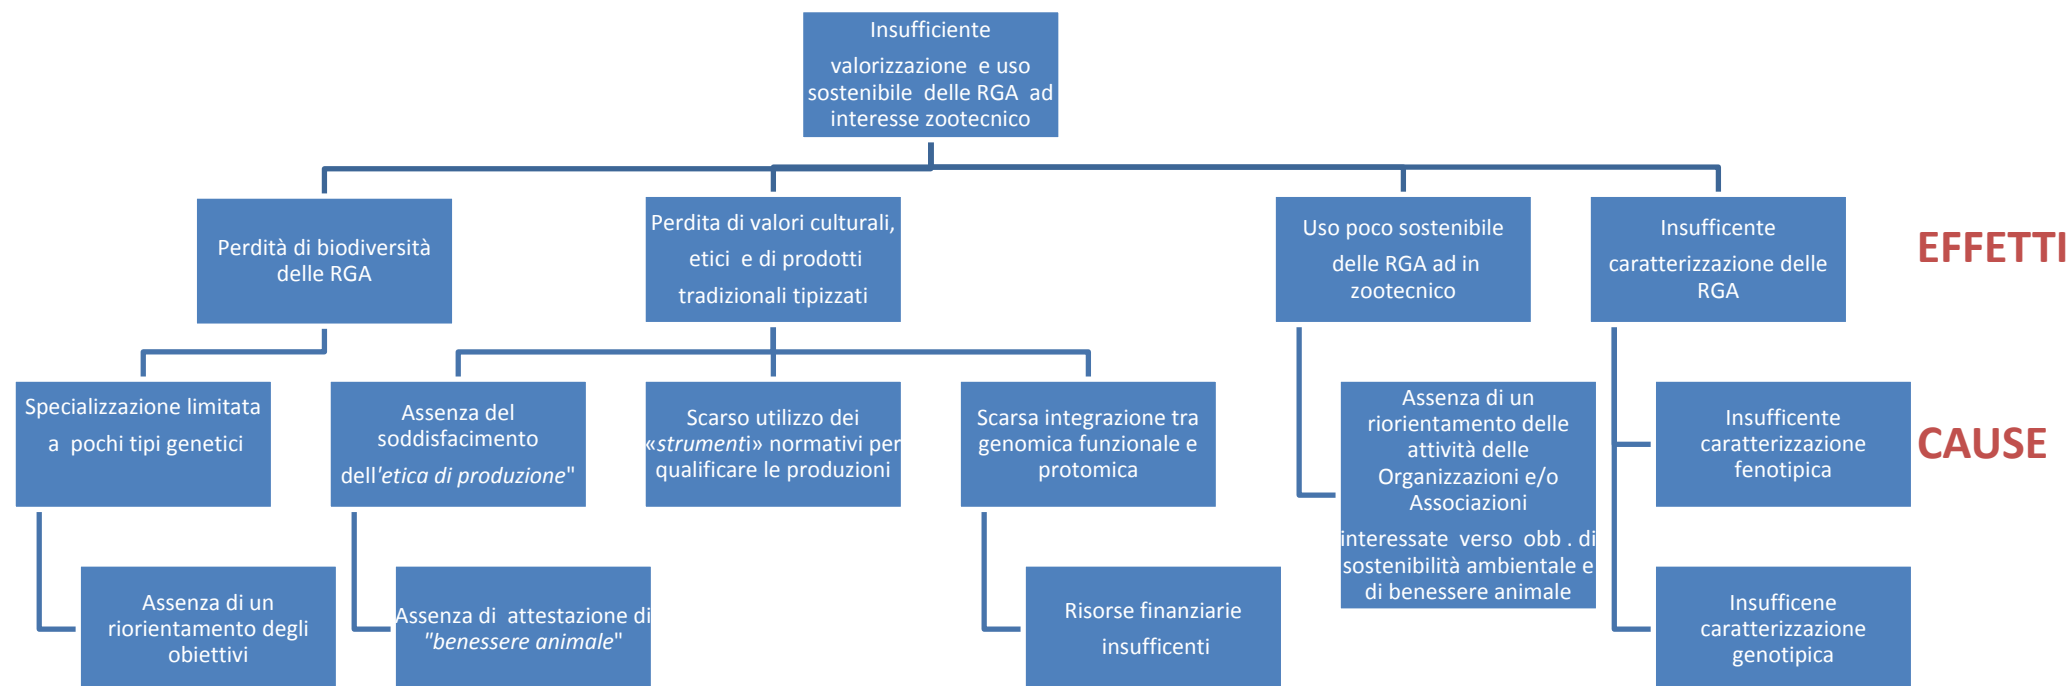 Insufficiente
valorizzazione e uso
sostenibile delle RGA ad
interesse zootecnico
Perdità di biodiversità
delle RGA
Perdita di valori culturali,
etici e di prodotti
tradizionali tipizzati
Uso poco sostenibile
delle RGA ad in
zootecnico
Insufficente
caratterizzazione delle
RGA
EFFETTI
Specializzazione limitata
a pochi tipi genetici
Assenza del
soddisfacimento
dell'etica di produzione"
Scarso utilizzo dei
«strumenti» normativi per
qualificare le produzioni
Scarsa integrazione tra
genomica funzionale e
protomica
Assenza di un
riorientamento delle
attività delle
Organizzazioni e/o
Associazioni
interessate verso obb . di
sostenibilità ambientale e
di benessere animale
Insufficente
caratterizzazione
fenotipica
CAUSE
Assenza di un
riorientamento degli
obiettivi
Assenza di attestazione di
"benessere animale"
Risorse finanziarie
insufficenti
Insufficene
caratterizzazione
genotipica